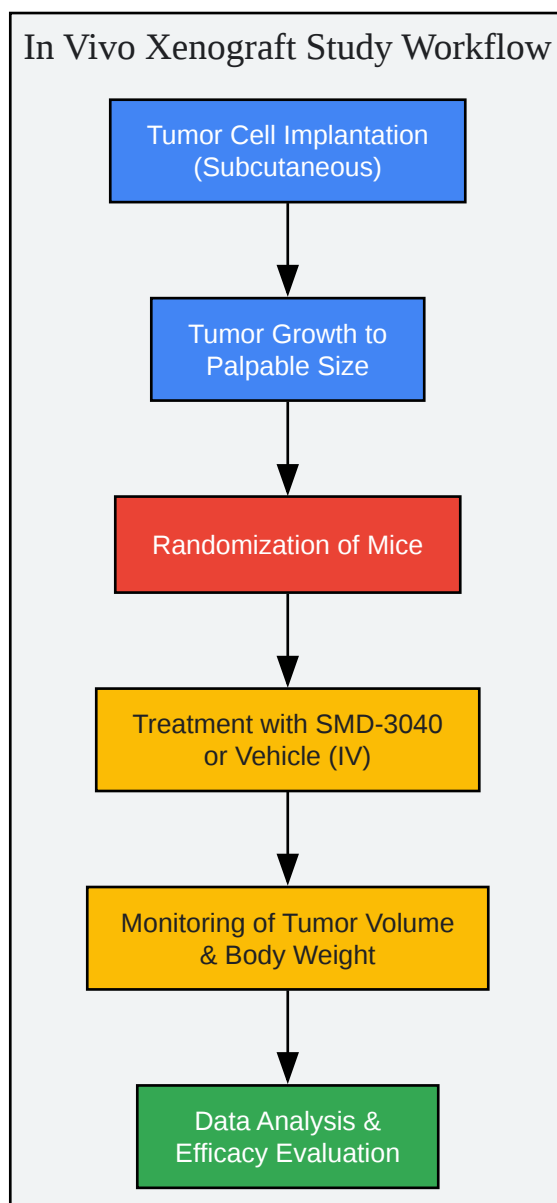 In Vivo Xenograft Study Workflow
Tumor Cell Implantation
(Subcutaneous)
Tumor Growth to
Palpable Size
Randomization of Mice
Treatment with SMD-3040
or Vehicle (IV)
Monitoring of Tumor Volume
& Body Weight
Data Analysis &
Efficacy Evaluation